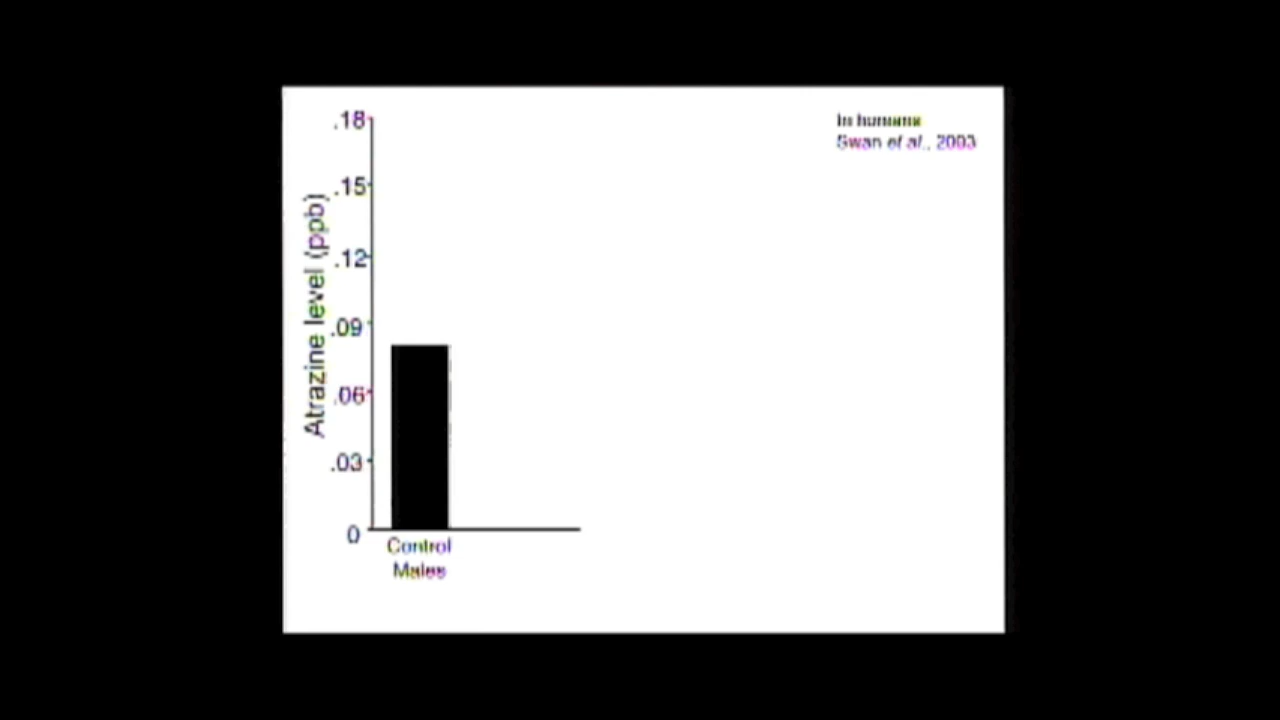 In humans
Swan et al., 2003
Atrazine level (ppb)
.18
.15
.12
.09
.06
.03
0
Control
Males